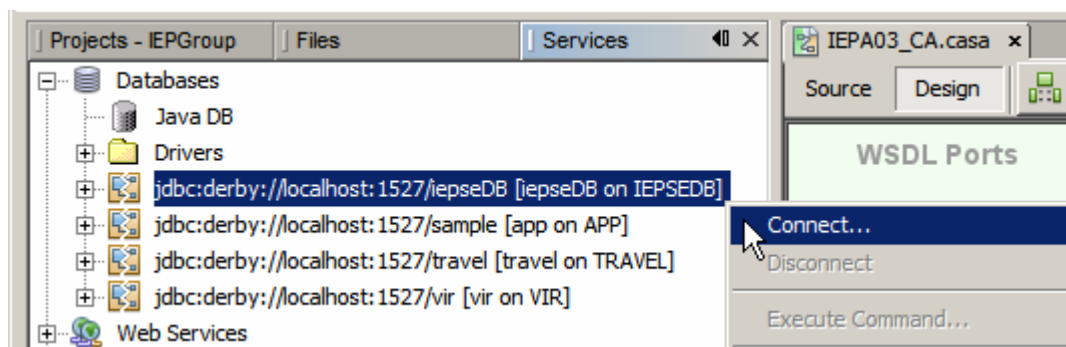 Projects - IEPGroup Files Services IEPA03_CA.casa
Databases
Source Design
Java DB
Drivers
WSDL Ports
jdbc:derby://localhost:1527/iepseDB [iepseDB on IEPSEDB]
jdbc:derby://localhost:1527/sample [app on APP]
Connect...
jdbc:derby://localhost:1527/travel [travel on TRAVEL]
Disconnect
jdbc:derby://localhost:1527/vir [vir on VIR]
Execute Command...
Web Services